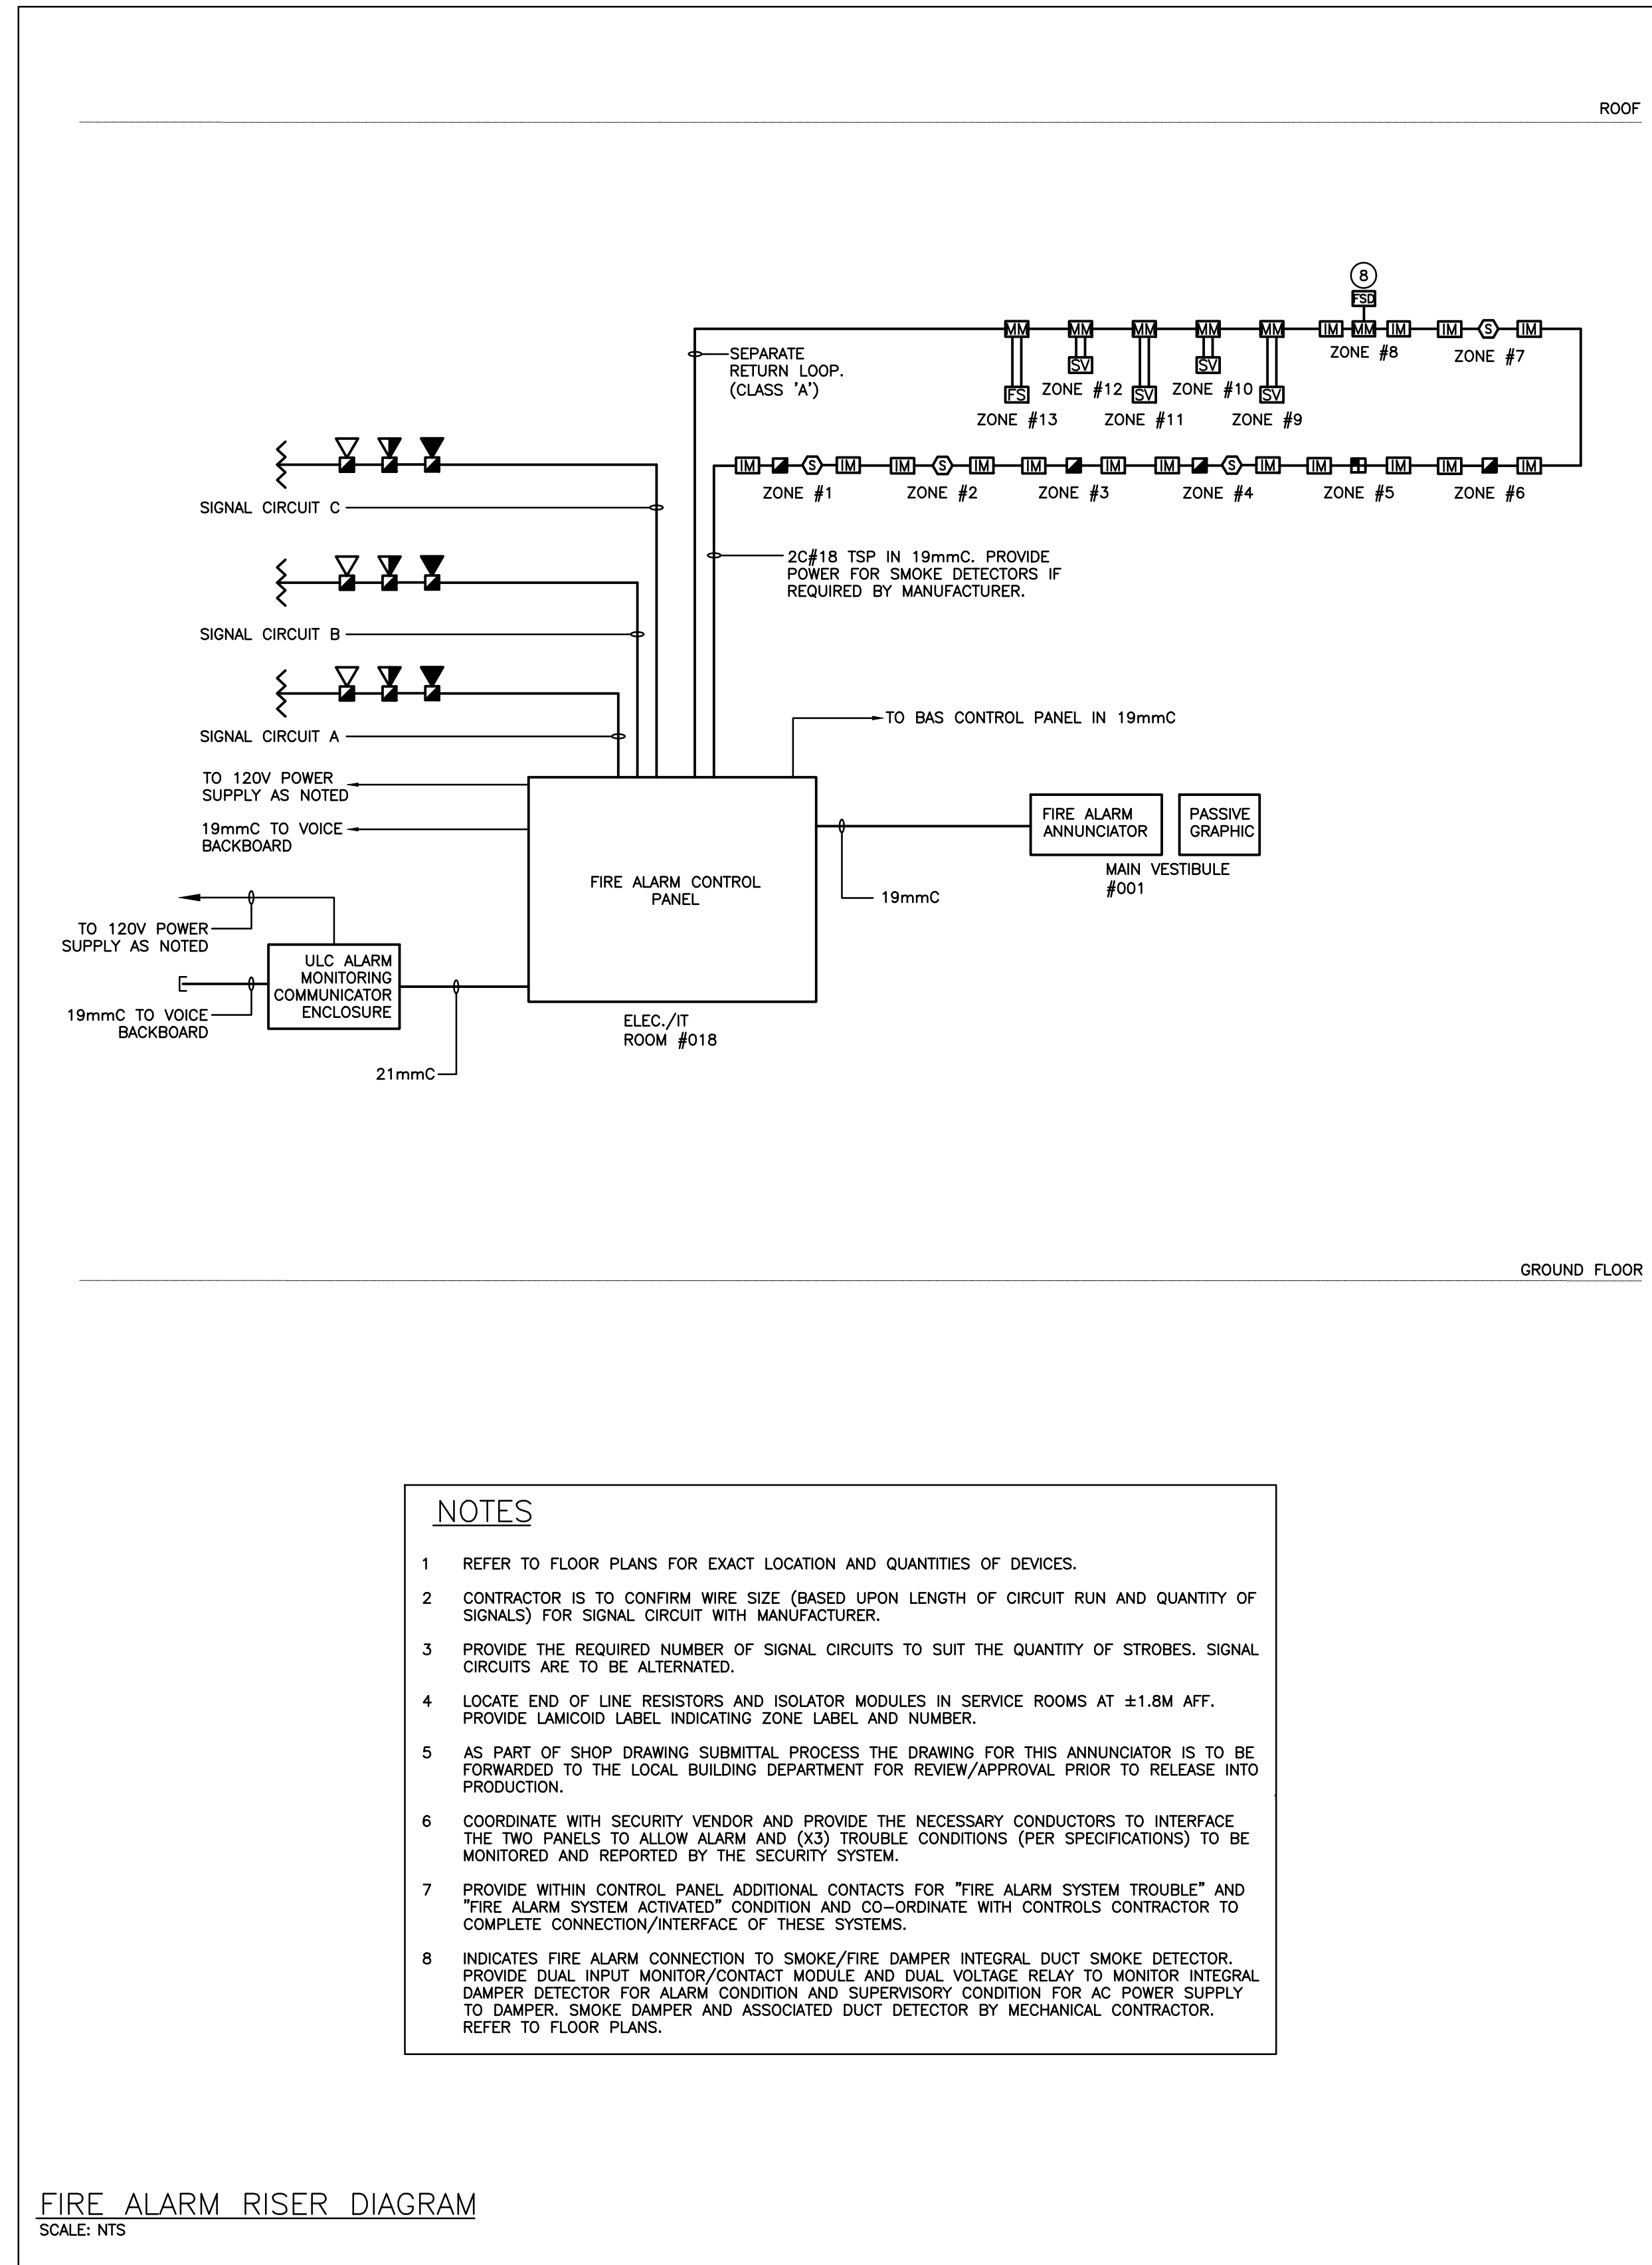 ROOF
8
FSD
MM MM MM MM MM IM MM IM IM S IM
ZONE #8
ZONE #7
SEPARATE
RETURN LOOP.
(CLASS 'A')
SV SV
ZONE #12
ZONE #10
FS SV SV
ZONE #13
ZONE #11
ZONE #9
IM S IM IM S IM IM IM IM S IM IM IM IM IM
ZONE #1
ZONE #2
ZONE #3
ZONE #4
ZONE #5
ZONE #6
SIGNAL CIRCUIT C
2C#18 TSP IN 19mmC. PROVIDE
POWER FOR SMOKE DETECTORS IF
REQUIRED BY MANUFACTURER.
SIGNAL CIRCUIT B
SIGNAL CIRCUIT A
TO BAS CONTROL PANEL IN 19mmC
TO 120V POWER
SUPPLY AS NOTED
19mmC TO VOICE
BACKBOARD
FIRE ALARM CONTROL
PANEL
FIRE ALARM
ANNUNCIATOR
PASSIVE
GRAPHIC
MAIN VESTIBULE
#001
19mmC
TO 120V POWER
SUPPLY AS NOTED
ULC ALARM
MONITORING
COMMUNICATOR
ENCLOSURE
19mmC TO VOICE
BACKBOARD
ELEC./IT
ROOM #018
21mmC
GROUND FLOOR
NOTES
1 REFER TO FLOOR PLANS FOR EXACT LOCATION AND QUANTITIES OF DEVICES.
2 CONTRACTOR IS TO CONFIRM WIRE SIZE (BASED UPON LENGTH OF CIRCUIT RUN AND QUANTITY OF
SIGNALS) FOR SIGNAL CIRCUIT WITH MANUFACTURER.
3 PROVIDE THE REQUIRED NUMBER OF SIGNAL CIRCUITS TO SUIT THE QUANTITY OF STROBES. SIGNAL
CIRCUITS ARE TO BE ALTERNATED.
4 LOCATE END OF LINE RESISTORS AND ISOLATOR MODULES IN SERVICE ROOMS AT ±1.8M AFF.
PROVIDE LAMICOID LABEL INDICATING ZONE LABEL AND NUMBER.
5 AS PART OF SHOP DRAWING SUBMITTAL PROCESS THE DRAWING FOR THIS ANNUNCIATOR IS TO BE
FORWARDED TO THE LOCAL BUILDING DEPARTMENT FOR REVIEW/APPROVAL PRIOR TO RELEASE INTO
PRODUCTION.
6 COORDINATE WITH SECURITY VENDOR AND PROVIDE THE NECESSARY CONDUCTORS TO INTERFACE
THE TWO PANELS TO ALLOW ALARM AND (X3) TROUBLE CONDITIONS (PER SPECIFICATIONS) TO BE
MONITORED AND REPORTED BY THE SECURITY SYSTEM.
7 PROVIDE WITHIN CONTROL PANEL ADDITIONAL CONTACTS FOR "FIRE ALARM SYSTEM TROUBLE" AND
"FIRE ALARM SYSTEM ACTIVATED" CONDITION AND CO-ORDINATE WITH CONTROLS CONTRACTOR TO
COMPLETE CONNECTION/INTERFACE OF THESE SYSTEMS.
8 INDICATES FIRE ALARM CONNECTION TO SMOKE/FIRE DAMPER INTEGRAL DUCT SMOKE DETECTOR.
PROVIDE DUAL INPUT MONITOR/CONTACT MODULE AND DUAL VOLTAGE RELAY TO MONITOR INTEGRAL
DAMPER DETECTOR FOR ALARM CONDITION AND SUPERVISORY CONDITION FOR AC POWER SUPPLY
TO DAMPER. SMOKE DAMPER AND ASSOCIATED DUCT DETECTOR BY MECHANICAL CONTRACTOR.
REFER TO FLOOR PLANS.
FIRE ALARM RISER DIAGRAM
SCALE: NTS